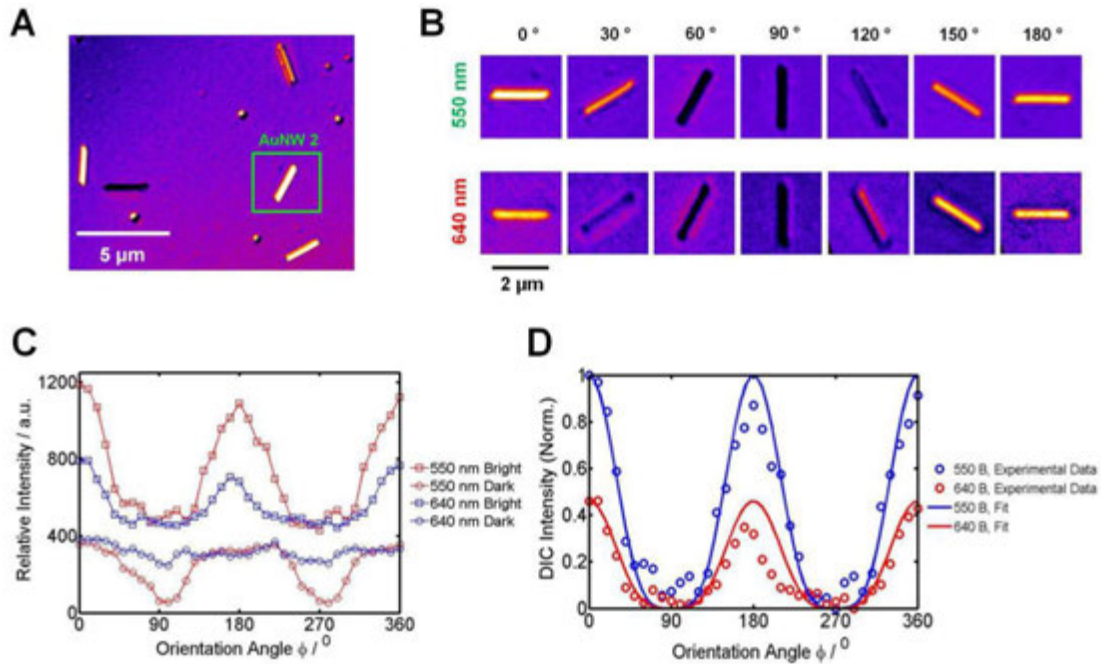 A
AuNW 2
5 μm
B
0 ° 30 ° 60 ° 90 ° 120 ° 150 ° 180 °
550 nm
640 nm
2 μm
C
Relative Intensity / a.u.
1200
800
400
0
0 90 180 270 360
Orientation Angle ϕ / ⁰
550 nm Bright
550 nm Dark
640 nm Bright
640 nm Dark
D
DIC Intensity (Norm.)
1
0.8
0.6
0.4
0.2
0
0 90 180 270 360
Orientation Angle ϕ / ⁰
550 B, Experimental Data
640 B, Experimental Data
550 B, Fit
640 B, Fit